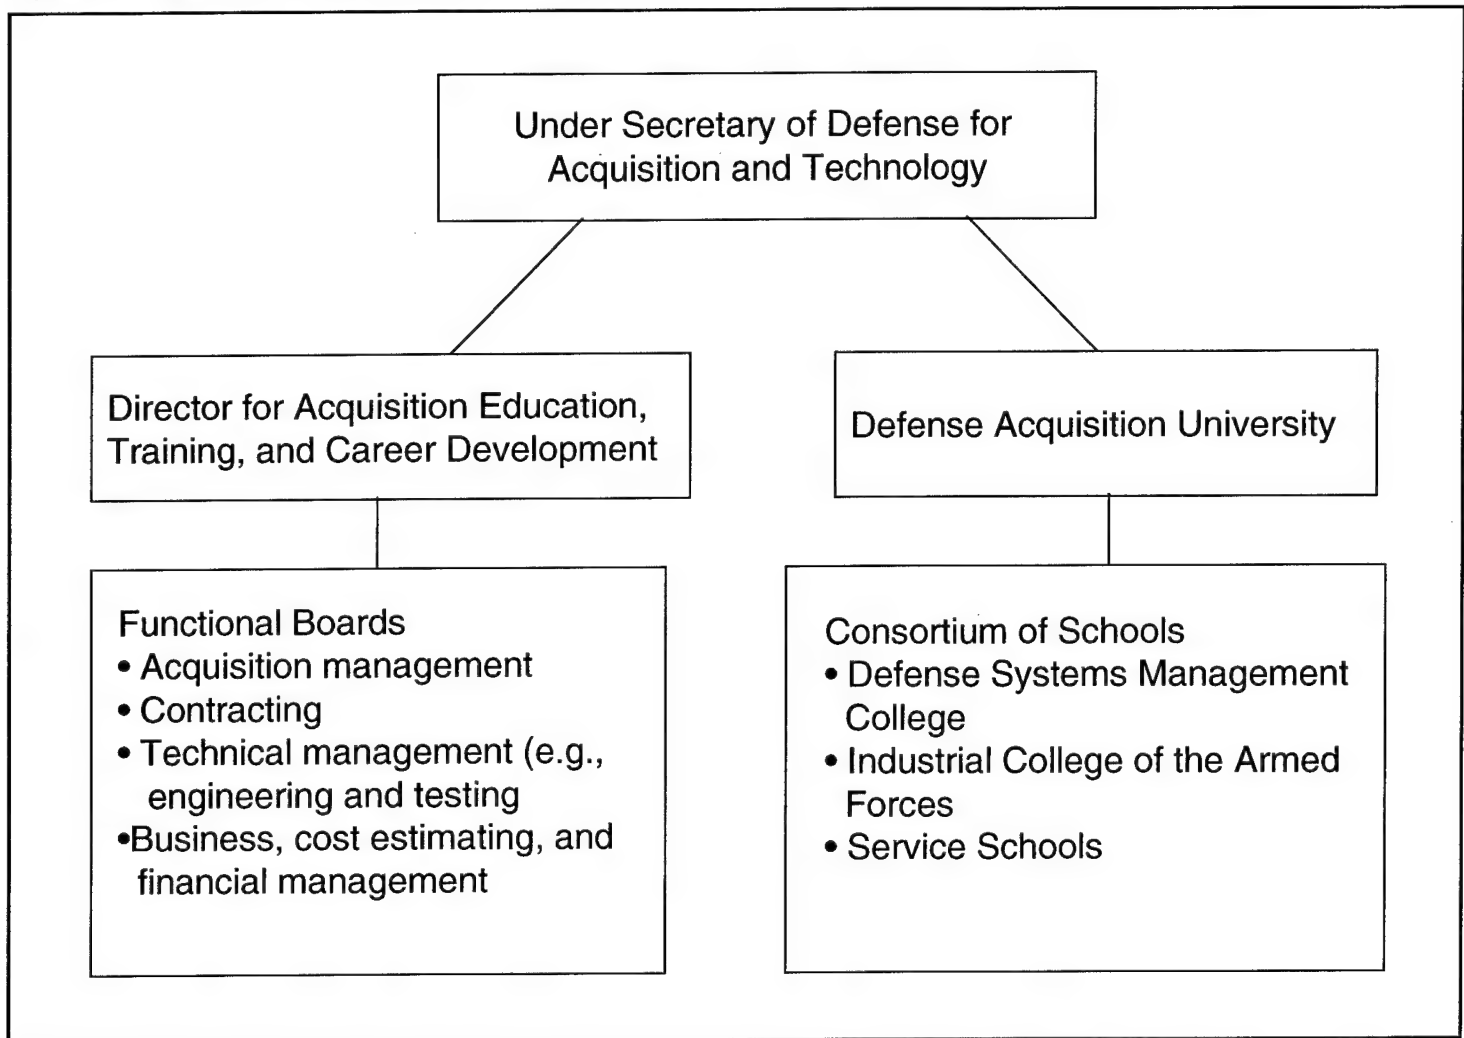 Under Secretary of Defense for
Acquisition and Technology
Director for Acquisition Education,
Training, and Career Development
Defense Acquisition University
Functional Boards
• Acquisition management
• Contracting
• Technical management (e.g.,
engineering and testing
•Business, cost estimating, and
financial management
Consortium of Schools
• Defense Systems Management
College
• Industrial College of the Armed
Forces
• Service Schools